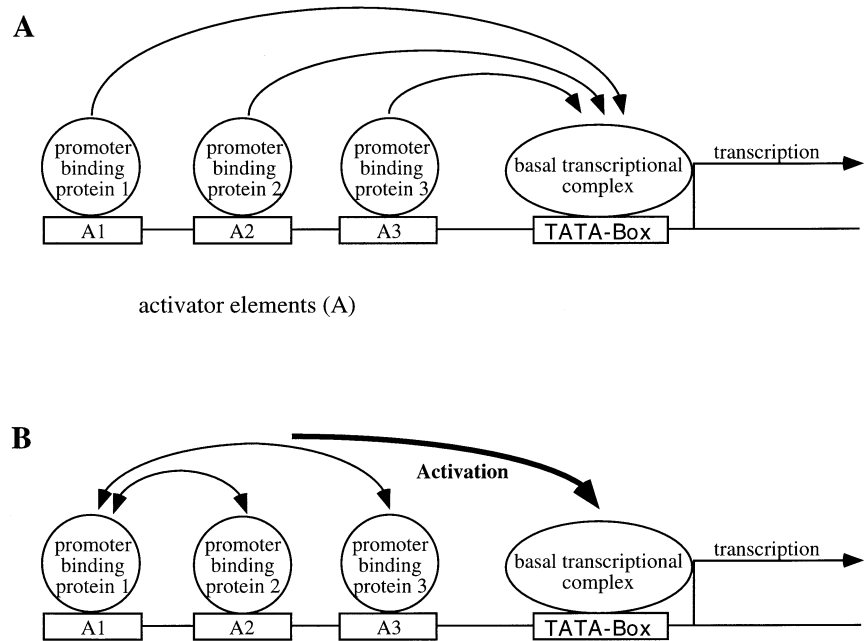 A
promoter
binding
protein 1
promoter
binding
protein 2
promoter
binding
protein 3
basal transcriptional
complex
transcription
A1
A2
A3
TATA-Box
activator elements (A)
B
Activation
promoter
binding
protein 1
promoter
binding
protein 2
promoter
binding
protein 3
basal transcriptional
complex
transcription
A1
A2
A3
TATA-Box